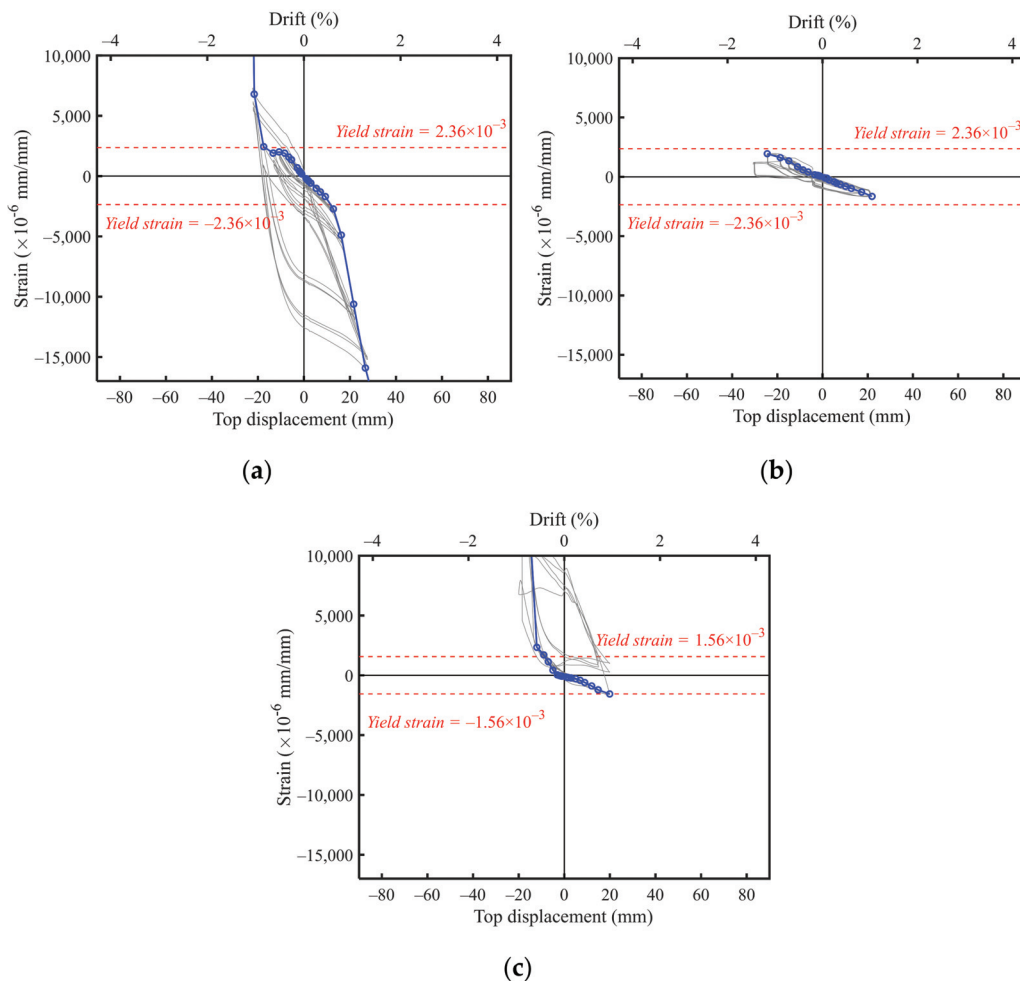 Drift (%)
−4 −2 0 2 4
10,000
5,000
0
−5,000
−10,000
−15,000
Strain (×10⁻⁶ mm/mm)
Yield strain = 2.36×10⁻³
Yield strain = −2.36×10⁻³
−80 −60 −40 −20 0 20 40 60 80
Top displacement (mm)
(a)
Drift (%)
−4 −2 0 2 4
10,000
5,000
0
−5,000
−10,000
−15,000
Strain (×10⁻⁶ mm/mm)
Yield strain = 2.36×10⁻³
Yield strain = −2.36×10⁻³
−80 −60 −40 −20 0 20 40 60 80
Top displacement (mm)
(b)
Drift (%)
−4 −2 0 2 4
10,000
5,000
0
−5,000
−10,000
−15,000
Strain (×10⁻⁶ mm/mm)
Yield strain = 1.56×10⁻³
Yield strain = −1.56×10⁻³
−80 −60 −40 −20 0 20 40 60 80
Top displacement (mm)
(c)